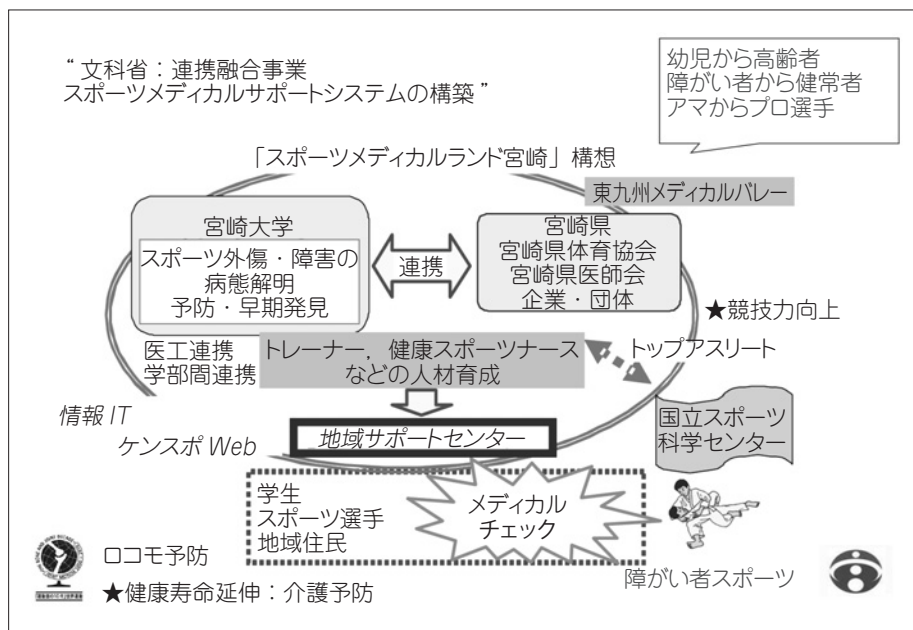 “文科省：連携融合事業
スポーツメディカルサポートシステムの構築”
幼児から高齢者
障がい者から健常者
アマからプロ選手
「スポーツメディカルランド宮崎」構想
東九州メディカルバレー
宮崎大学
スポーツ外傷・障害の
病態解明
予防・早期発見
連携
宮崎県
宮崎県体育協会
宮崎県医師会
企業・団体
★競技力向上
医工連携
学部間連携
トレーナー，健康スポーツナース
などの人材育成
トップアスリート
情報IT
ケンスポWeb
地域サポートセンター
国立スポーツ
科学センター
学生
スポーツ選手
地域住民
メディカル
チェック
ロコモ予防
★健康寿命延伸：介護予防
障がい者スポーツ